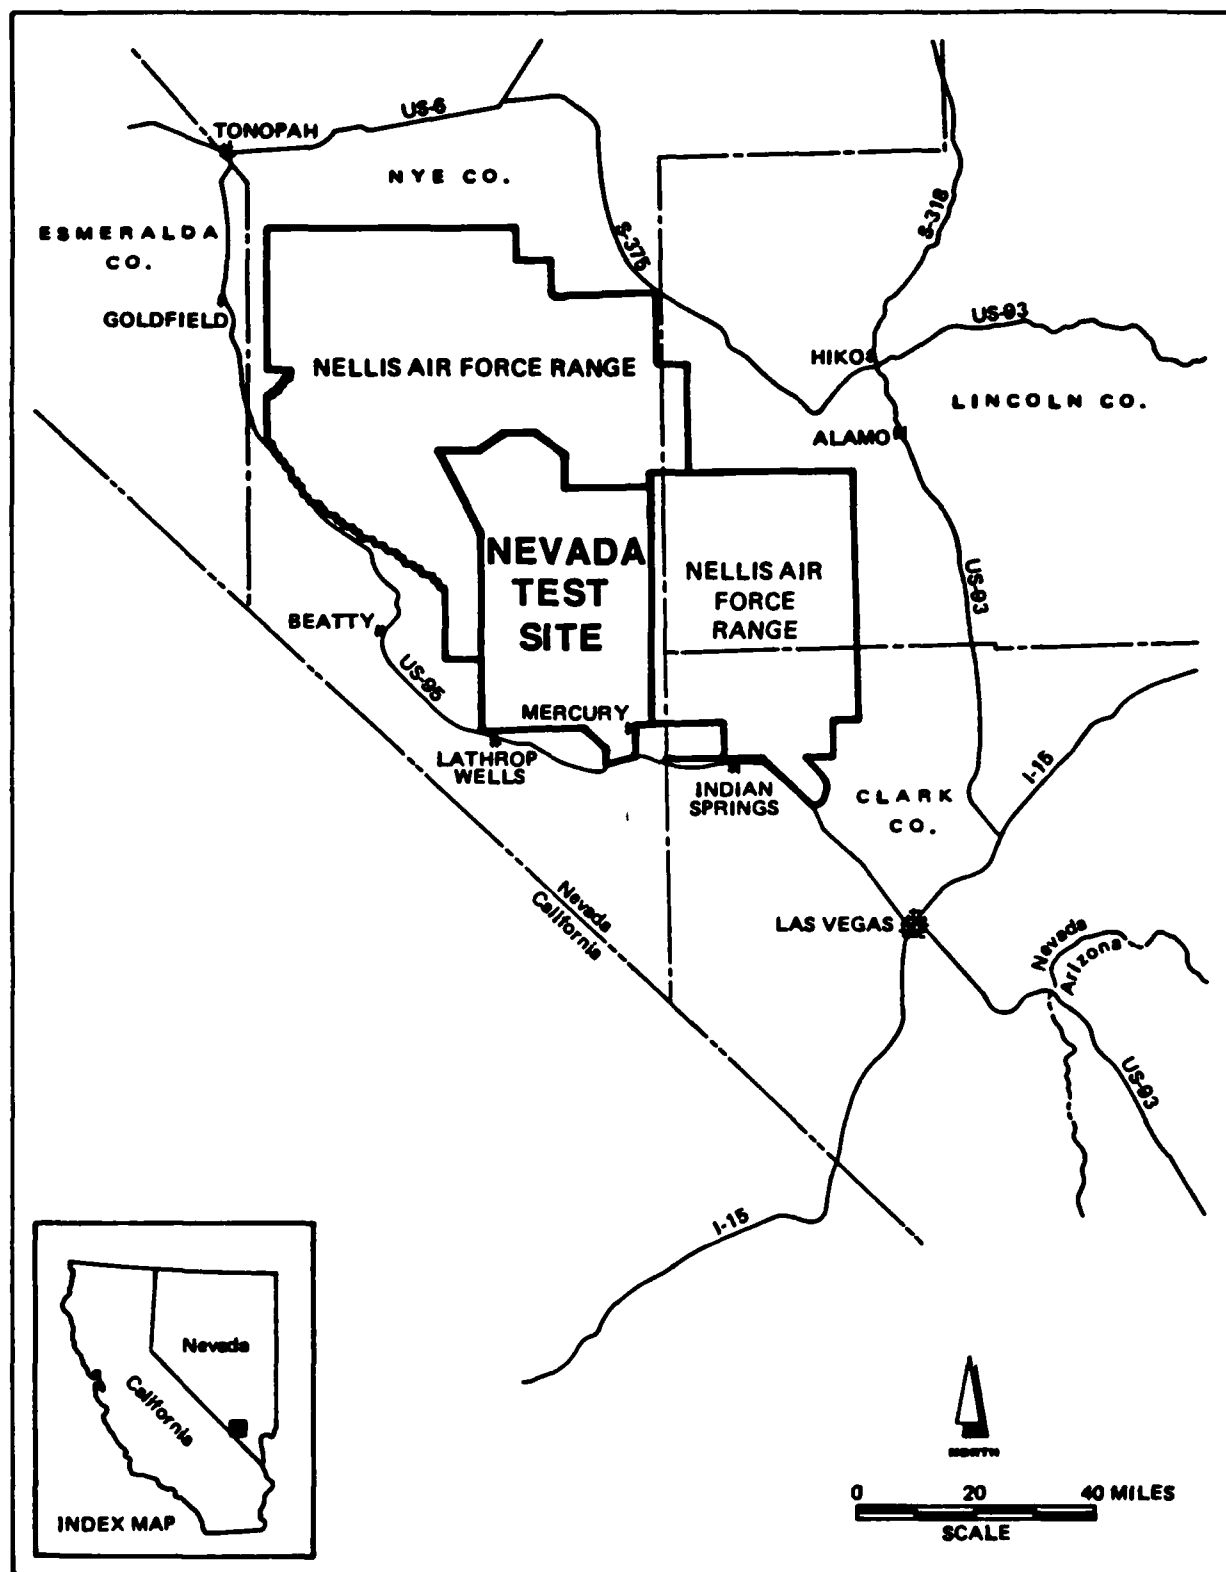 US-6
TONOPAH
NYE CO.
S-318
ESMERALDA
CO.
S-375
GOLDFIELD
US-93
HIKO
NELLIS AIR FORCE RANGE
LINCOLN CO.
ALAMO
NEVADA
TEST
SITE
NELLIS AIR
FORCE
RANGE
US-93
BEATTY
US-95
MERCURY
LATHROP
WELLS
INDIAN
SPRINGS
I-15
CLARK
CO.
Nevada
California
LAS VEGAS
Nevada
Arizona
US-93
I-15
Nevada
California
INDEX MAP
NORTH
0 20 40 MILES
SCALE